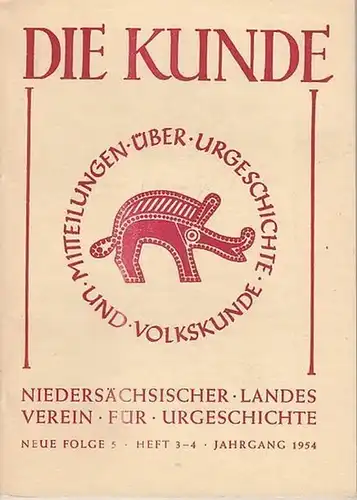 DIE KUNDE
MITTEILUNGEN · ÜBER · URGESCHICHTE · UND · VOLKSKUNDE ·
NIEDERSÄCHSISCHER · LANDES
VEREIN · FÜR · URGESCHICHTE
NEUE FOLGE 5 · HEFT 3-4 · JAHRGANG 1954